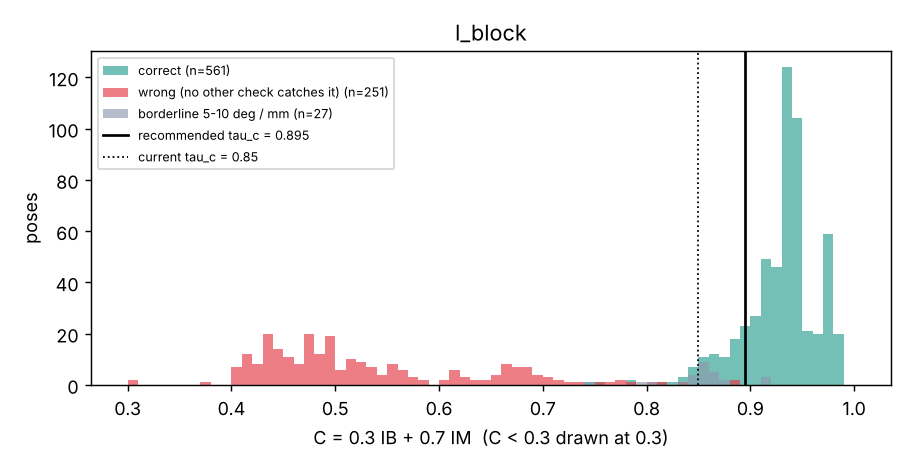 l_block
correct (n=561)
wrong (no other check catches it) (n=251)
borderline 5-10 deg / mm (n=27)
recommended tau_c = 0.895
current tau_c = 0.85
poses
120
100
80
60
40
20
0
0.3 0.4 0.5 0.6 0.7 0.8 0.9 1.0
C = 0.3 IB + 0.7 IM (C < 0.3 drawn at 0.3)